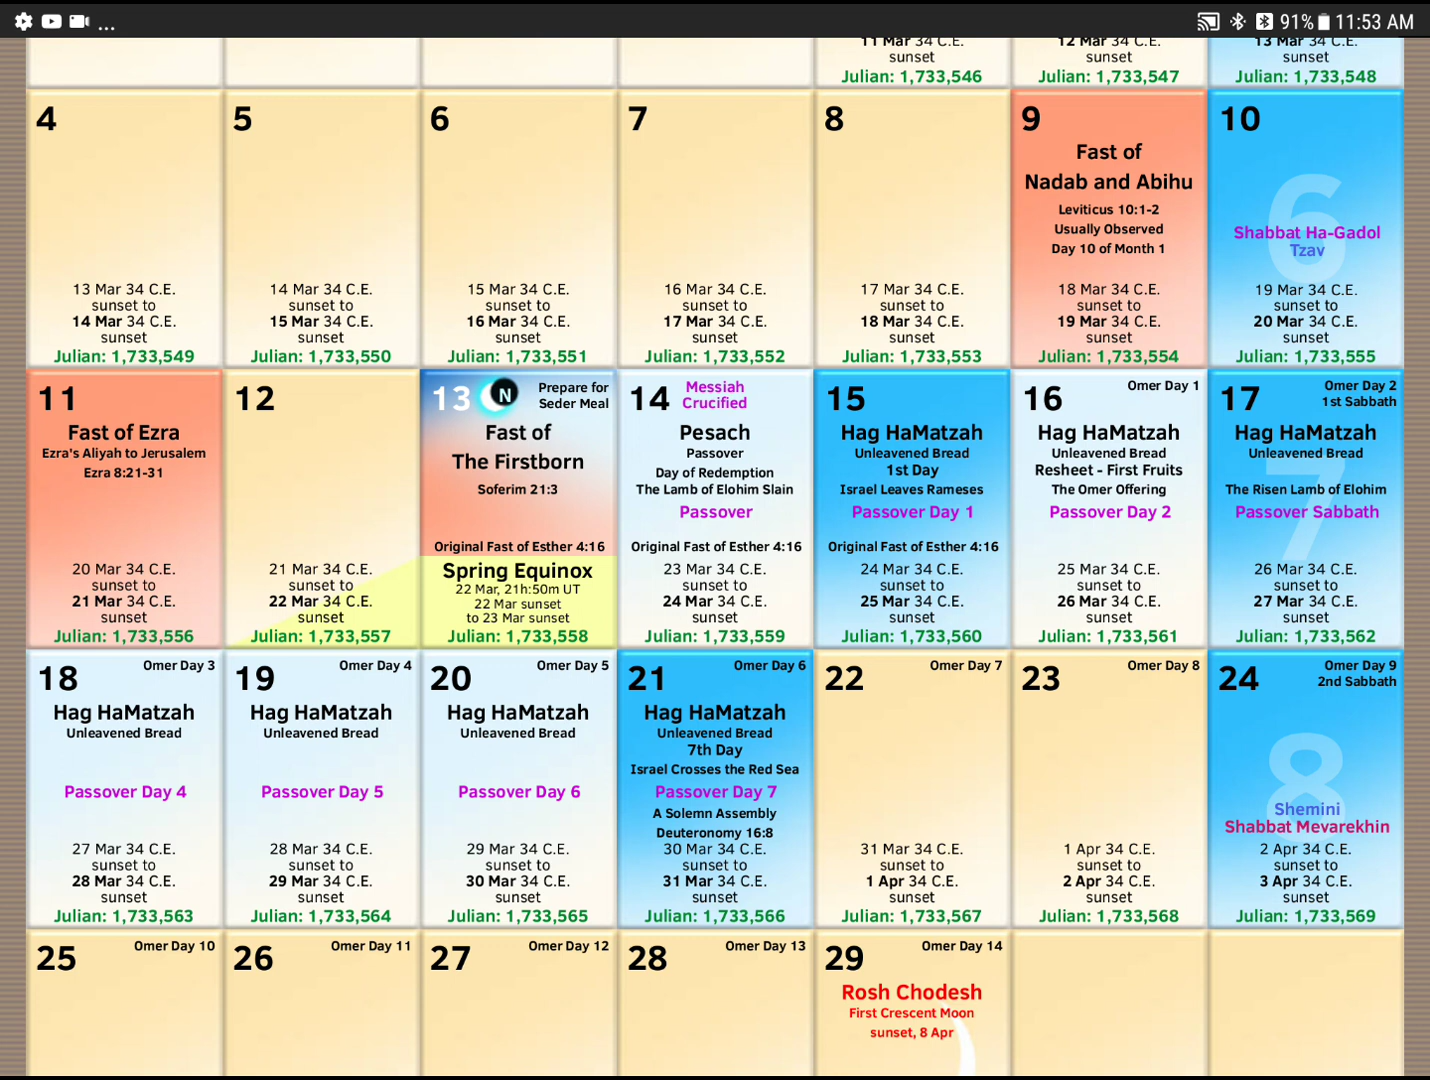 ... 91% 11:53 AM
11 Mar 34 C.E.
sunset
Julian: 1,733,546
12 Mar 34 C.E.
sunset
Julian: 1,733,547
13 Mar 34 C.E.
sunset
Julian: 1,733,548
4
13 Mar 34 C.E.
sunset to
14 Mar 34 C.E.
sunset
Julian: 1,733,549
5
14 Mar 34 C.E.
sunset to
15 Mar 34 C.E.
sunset
Julian: 1,733,550
6
15 Mar 34 C.E.
sunset to
16 Mar 34 C.E.
sunset
Julian: 1,733,551
7
16 Mar 34 C.E.
sunset to
17 Mar 34 C.E.
sunset
Julian: 1,733,552
8
17 Mar 34 C.E.
sunset to
18 Mar 34 C.E.
sunset
Julian: 1,733,553
9
Fast of
Nadab and Abihu
Leviticus 10:1-2
Usually Observed
Day 10 of Month 1
18 Mar 34 C.E.
sunset to
19 Mar 34 C.E.
sunset
Julian: 1,733,554
10
6
Shabbat Ha-Gadol
Tzav
19 Mar 34 C.E.
sunset to
20 Mar 34 C.E.
sunset
Julian: 1,733,555
11
Fast of Ezra
Ezra's Aliyah to Jerusalem
Ezra 8:21-31
20 Mar 34 C.E.
sunset to
21 Mar 34 C.E.
sunset
Julian: 1,733,556
12
21 Mar 34 C.E.
sunset to
22 Mar 34 C.E.
sunset
Julian: 1,733,557
13 N Prepare for
Seder Meal
Fast of
The Firstborn
Soferim 21:3
Original Fast of Esther 4:16
Spring Equinox
22 Mar, 21h:50m UT
22 Mar sunset
to 23 Mar sunset
Julian: 1,733,558
14 Messiah
Crucified
Pesach
Passover
Day of Redemption
The Lamb of Elohim Slain
Passover
Original Fast of Esther 4:16
23 Mar 34 C.E.
sunset to
24 Mar 34 C.E.
sunset
Julian: 1,733,559
15
Hag HaMatzah
Unleavened Bread
1st Day
Israel Leaves Rameses
Passover Day 1
Original Fast of Esther 4:16
24 Mar 34 C.E.
sunset to
25 Mar 34 C.E.
sunset
Julian: 1,733,560
16 Omer Day 1
Hag HaMatzah
Unleavened Bread
Resheet - First Fruits
The Omer Offering
Passover Day 2
25 Mar 34 C.E.
sunset to
26 Mar 34 C.E.
sunset
Julian: 1,733,561
17 Omer Day 2
1st Sabbath
Hag HaMatzah
Unleavened Bread
7
The Risen Lamb of Elohim
Passover Sabbath
26 Mar 34 C.E.
sunset to
27 Mar 34 C.E.
sunset
Julian: 1,733,562
18 Omer Day 3
Hag HaMatzah
Unleavened Bread
Passover Day 4
27 Mar 34 C.E.
sunset to
28 Mar 34 C.E.
sunset
Julian: 1,733,563
19 Omer Day 4
Hag HaMatzah
Unleavened Bread
Passover Day 5
28 Mar 34 C.E.
sunset to
29 Mar 34 C.E.
sunset
Julian: 1,733,564
20 Omer Day 5
Hag HaMatzah
Unleavened Bread
Passover Day 6
29 Mar 34 C.E.
sunset to
30 Mar 34 C.E.
sunset
Julian: 1,733,565
21 Omer Day 6
Hag HaMatzah
Unleavened Bread
7th Day
Israel Crosses the Red Sea
Passover Day 7
A Solemn Assembly
Deuteronomy 16:8
30 Mar 34 C.E.
sunset to
31 Mar 34 C.E.
sunset
Julian: 1,733,566
22 Omer Day 7
31 Mar 34 C.E.
sunset to
1 Apr 34 C.E.
sunset
Julian: 1,733,567
23 Omer Day 8
1 Apr 34 C.E.
sunset to
2 Apr 34 C.E.
sunset
Julian: 1,733,568
24 Omer Day 9
2nd Sabbath
8
Shemini
Shabbat Mevarekhin
2 Apr 34 C.E.
sunset to
3 Apr 34 C.E.
sunset
Julian: 1,733,569
25 Omer Day 10
26 Omer Day 11
27 Omer Day 12
28 Omer Day 13
29 Omer Day 14
Rosh Chodesh
First Crescent Moon
sunset, 8 Apr